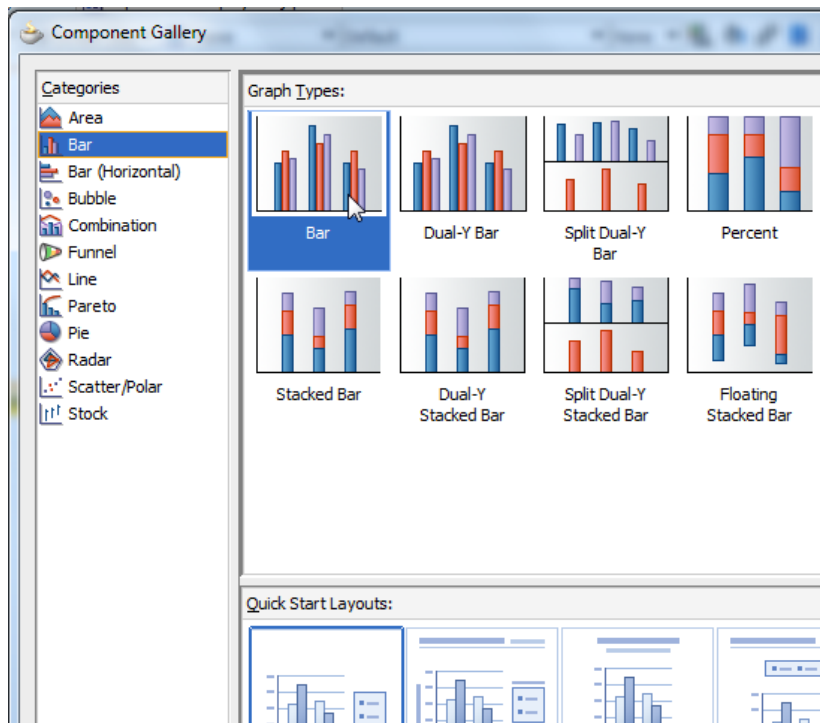 Component Gallery
Categories
Area
Bar
Bar (Horizontal)
Bubble
Combination
Funnel
Line
Pareto
Pie
Radar
Scatter/Polar
Stock
Graph Types:
Bar
Dual-Y Bar
Split Dual-Y
Bar
Percent
Stacked Bar
Dual-Y
Stacked Bar
Split Dual-Y
Stacked Bar
Floating
Stacked Bar
Quick Start Layouts: